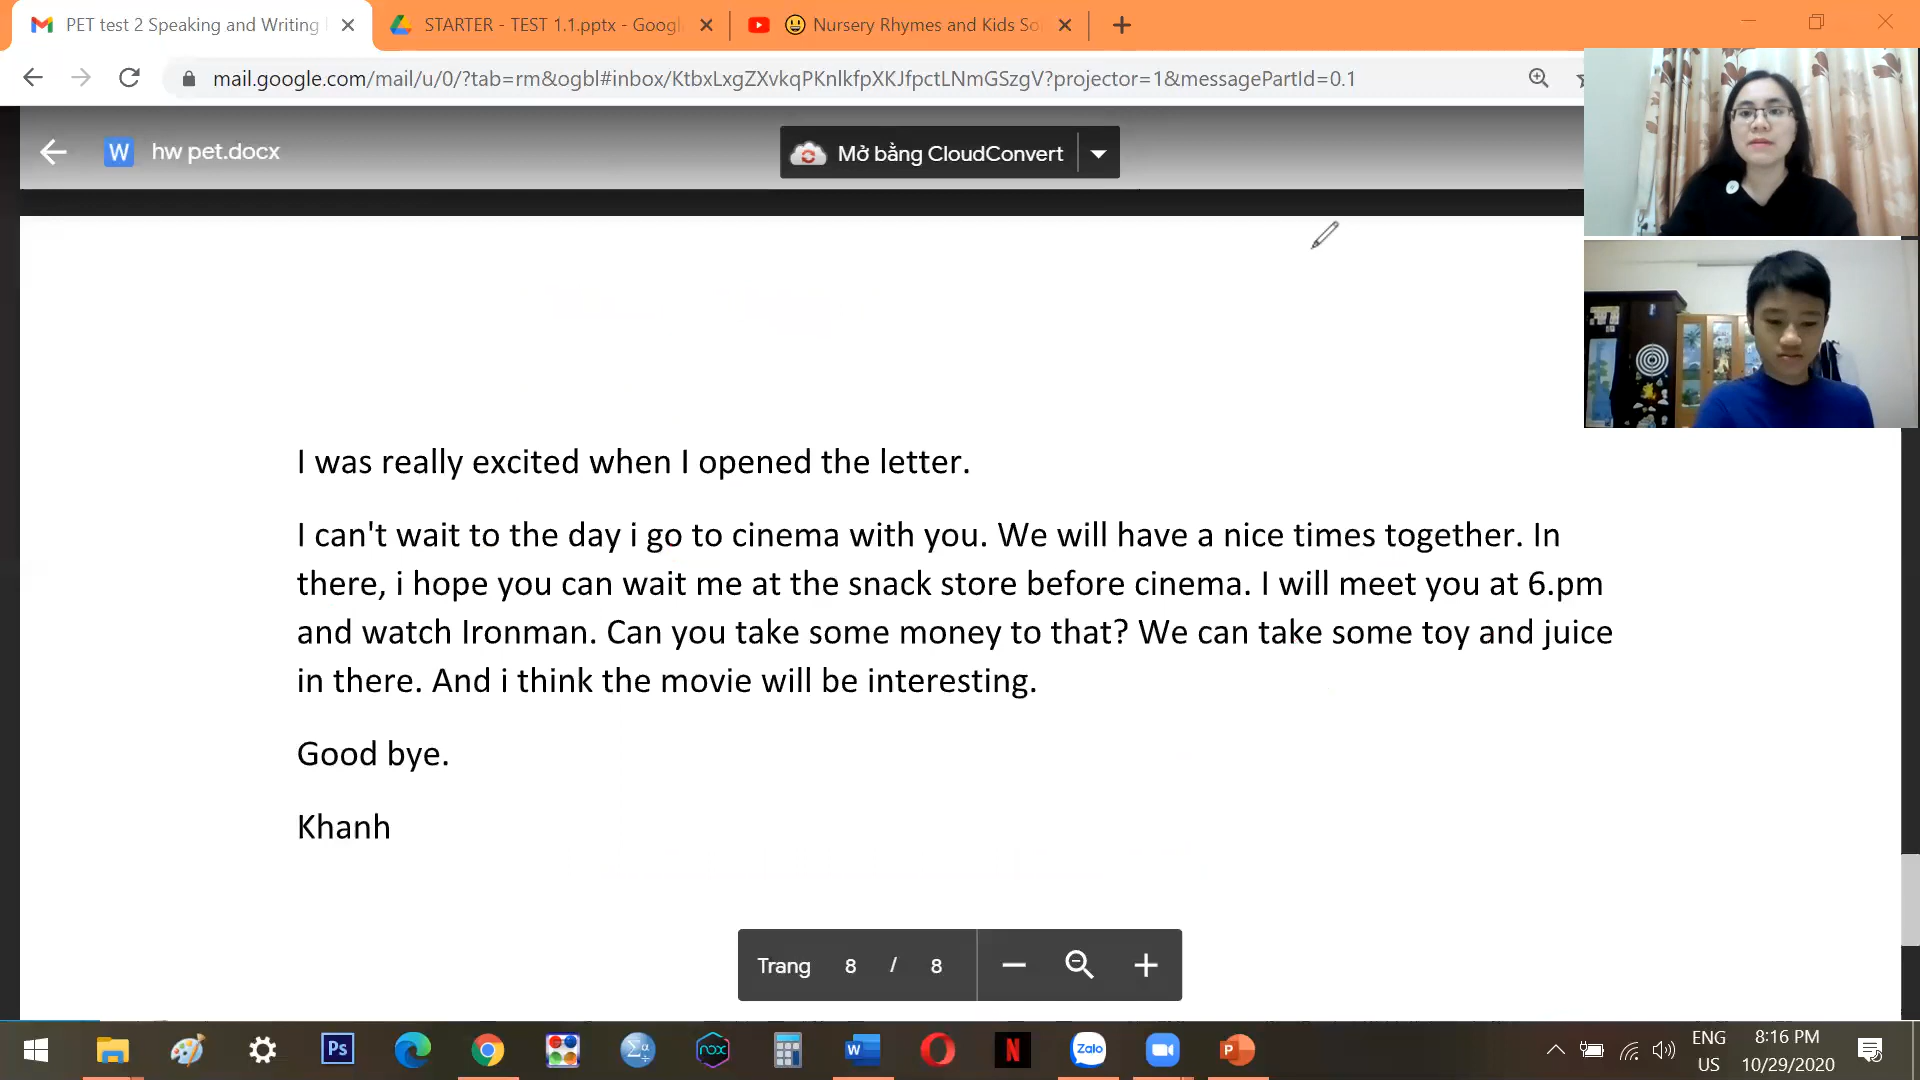 PET test 2 Speaking and Writing
STARTER - TEST 1.1.pptx - Googl
Nursery Rhymes and Kids So
mail.google.com/mail/u/0/?tab=rm&ogbl#inbox/KtbxLxgZXvkqPKnlkfpXKJfpctLNmGSzgV?projector=1&messagePartId=0.1
W hw pet.docx
Mở bằng CloudConvert
I was really excited when I opened the letter.
I can't wait to the day i go to cinema with you. We will have a nice times together. In
there, i hope you can wait me at the snack store before cinema. I will meet you at 6.pm
and watch Ironman. Can you take some money to that? We can take some toy and juice
in there. And i think the movie will be interesting.
Good bye.
Khanh
Trang 8 / 8
Ps
nox
W
N
Zalo
P
ENG
US
8:16 PM
10/29/2020